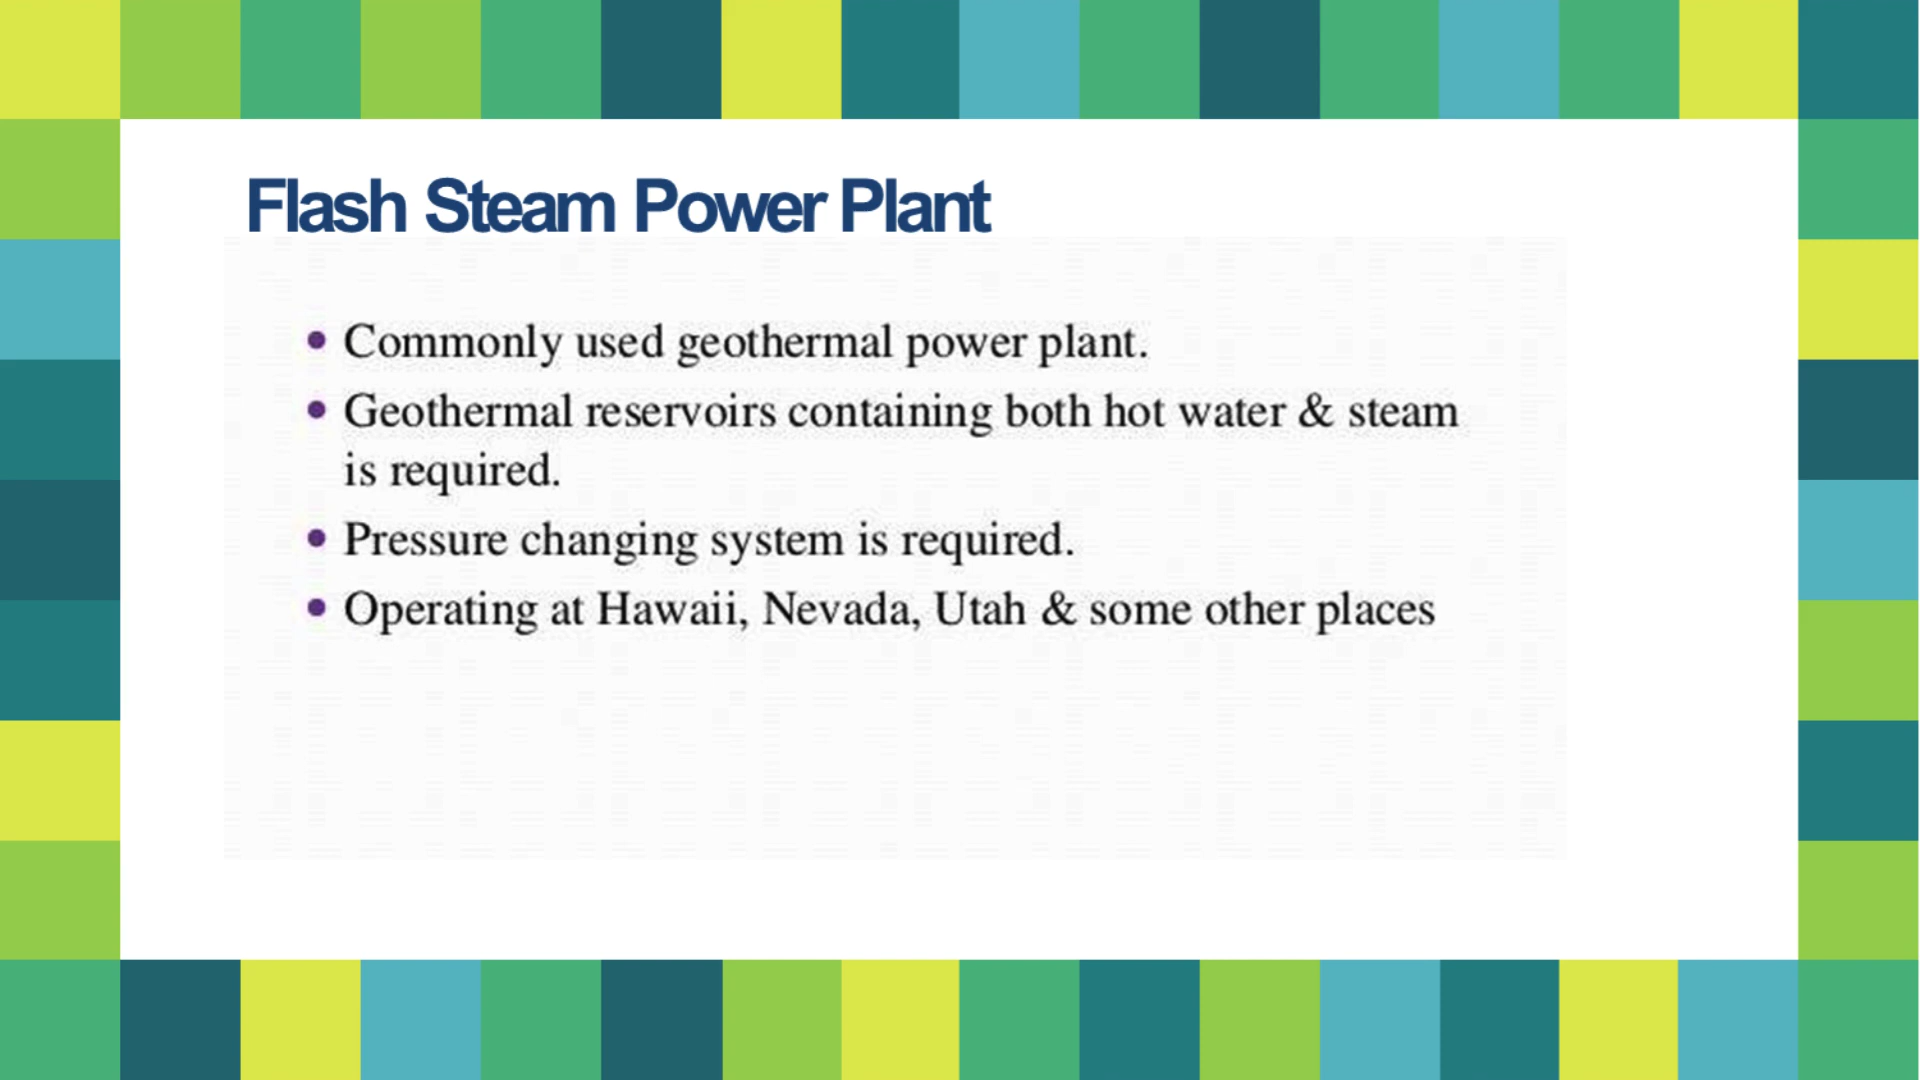 Flash Steam Power Plant
• Commonly used geothermal power plant.
• Geothermal reservoirs containing both hot water & steam
is required.
• Pressure changing system is required.
• Operating at Hawaii, Nevada, Utah & some other places